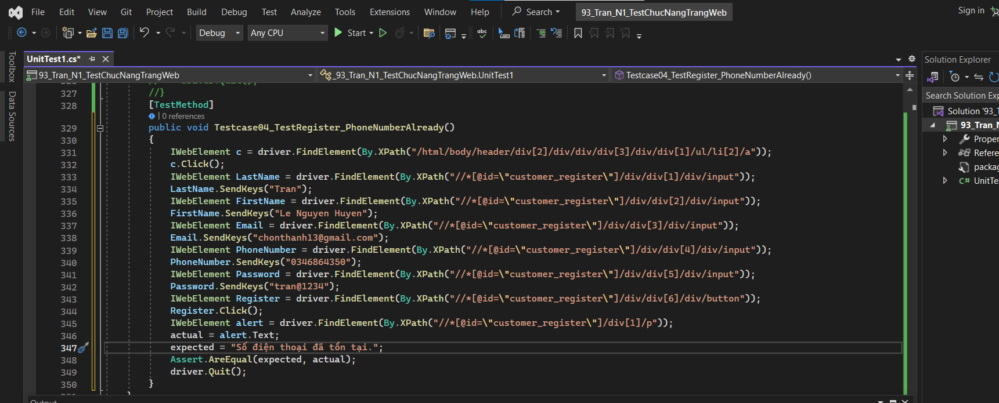 File Edit View Git Project Build Debug Test Analyze Tools Extensions Window Help Search 93_Tran_N1_TestChucNangTrangWeb Sign in
Debug Any CPU Start
Toolbox
Data Sources
UnitTest1.cs*
Solution Explorer
93_Tran_N1_TestChucNangTrangWeb _93_Tran_N1_TestChucNangTrangWeb.UnitTest1 Testcase04_TestRegister_PhoneNumberAlready()
Search Solution Exp
Solution '93_T
93_Tran_N
Proper
Refere
packag
C# UnitTe
327 //}
328 [TestMethod]
0 references
329 public void Testcase04_TestRegister_PhoneNumberAlready()
330 {
331 IWebElement c = driver.FindElement(By.XPath("/html/body/header/div[2]/div/div/div[3]/div/div[1]/ul/li[2]/a"));
332 c.Click();
333 IWebElement LastName = driver.FindElement(By.XPath("//*[@id=\"customer_register\"]/div/div[1]/div/input"));
334 LastName.SendKeys("Tran");
335 IWebElement FirstName = driver.FindElement(By.XPath("//*[@id=\"customer_register\"]/div/div[2]/div/input"));
336 FirstName.SendKeys("Le Nguyen Huyen");
337 IWebElement Email = driver.FindElement(By.XPath("//*[@id=\"customer_register\"]/div/div[3]/div/input"));
338 Email.SendKeys("chonthanh13@gmail.com");
339 IWebElement PhoneNumber = driver.FindElement(By.XPath("//*[@id=\"customer_register\"]/div/div[4]/div/input"));
340 PhoneNumber.SendKeys("0346864350");
341 IWebElement Password = driver.FindElement(By.XPath("//*[@id=\"customer_register\"]/div/div[5]/div/input"));
342 Password.SendKeys("tran@1234");
343 IWebElement Register = driver.FindElement(By.XPath("//*[@id=\"customer_register\"]/div/div[6]/div/button"));
344 Register.Click();
345 IWebElement alert = driver.FindElement(By.XPath("//*[@id=\"customer_register\"]/div[1]/p"));
346 actual = alert.Text;
347 expected = "Số điện thoại đã tồn tại.";
348 Assert.AreEqual(expected, actual);
349 driver.Quit();
350 }
Output